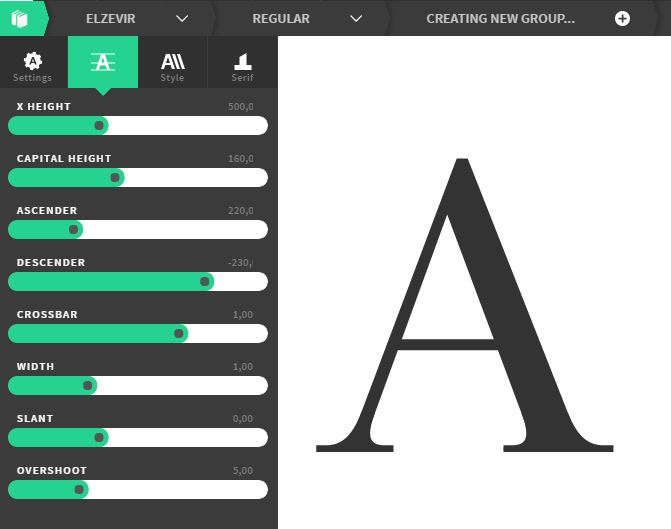 ELZEVIR REGULAR CREATING NEW GROUP...
A A A\\
Settings Style Serif
X HEIGHT 500,0
CAPITAL HEIGHT 160,0
ASCENDER 220,0
DESCENDER -230,
CROSSBAR 1,00
WIDTH 1,00
SLANT 0,00
OVERSHOOT 5,00
A